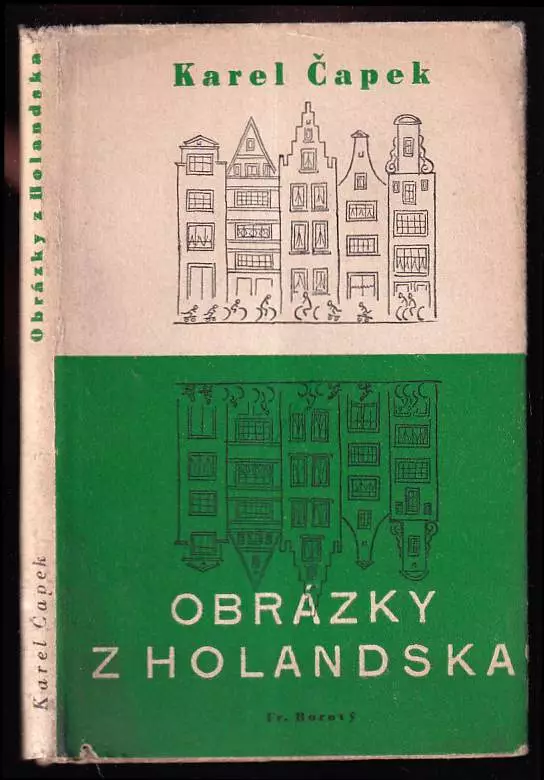 Karel Čapek
OBRÁZKY
Z HOLANDSKA
Fr. Borový
Obrázky z Holandska
Karel Čapek